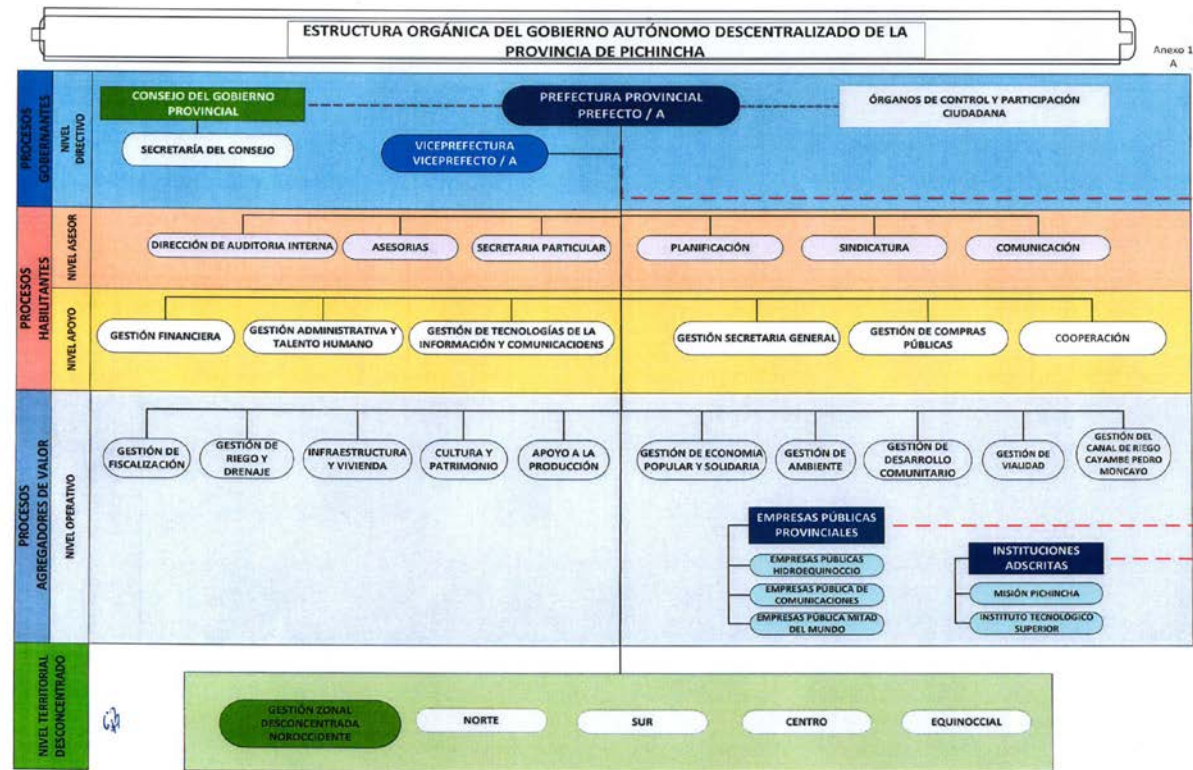 ESTRUCTURA ORGÁNICA DEL GOBIERNO AUTÓNOMO DESCENTRALIZADO DE LA
PROVINCIA DE PICHINCHA
Anexo 1
A
PROCESOS
GOBERNANTES
NIVEL
DIRECTIVO
CONSEJO DEL GOBIERNO
PROVINCIAL
PREFECTURA PROVINCIAL
PREFECTO / A
ÓRGANOS DE CONTROL Y PARTICIPACIÓN
CIUDADANA
SECRETARÍA DEL CONSEJO
VICEPREFECTURA
VICEPREFECTO / A
PROCESOS
HABILITANTES
NIVEL ASESOR
DIRECCIÓN DE AUDITORIA INTERNA
ASESORIAS
SECRETARIA PARTICULAR
PLANIFICACIÓN
SINDICATURA
COMUNICACIÓN
NIVEL APOYO
GESTIÓN FINANCIERA
GESTIÓN ADMINISTRATIVA Y
TALENTO HUMANO
GESTIÓN DE TECNOLOGÍAS DE LA
INFORMACIÓN Y COMUNICACIOENS
GESTIÓN SECRETARIA GENERAL
GESTIÓN DE COMPRAS
PÚBLICAS
COOPERACIÓN
PROCESOS
AGREGADORES DE VALOR
NIVEL OPERATIVO
GESTIÓN DE
FISCALIZACIÓN
GESTIÓN DE
RIEGO Y
DRENAJE
INFRAESTRUCTURA
Y VIVIENDA
CULTURA Y
PATRIMONIO
APOYO A LA
PRODUCCIÓN
GESTIÓN DE ECONOMIA
POPULAR Y SOLIDARIA
GESTIÓN DE
AMBIENTE
GESTIÓN DE
DESARROLLO
COMUNITARIO
GESTIÓN DE
VIALIDAD
GESTIÓN DEL
CANAL DE RIEGO
CAYAMBE PEDRO
MONCAYO
EMPRESAS PÚBLICAS
PROVINCIALES
EMPRESAS PÚBLICAS
HIDROEQUINOCCIO
EMPRESAS PÚBLICA DE
COMUNICACIONES
EMPRESAS PÚBLICA MITAD
DEL MUNDO
INSTITUCIONES
ADSCRITAS
MISIÓN PICHINCHA
INSTITUTO TECNOLÓGICO
SUPERIOR
NIVEL TERRITORIAL
DESCONCENTRADO
GESTIÓN ZONAL
DESCONCENTRADA
NOROCCIDENTE
NORTE
SUR
CENTRO
EQUINOCCIAL